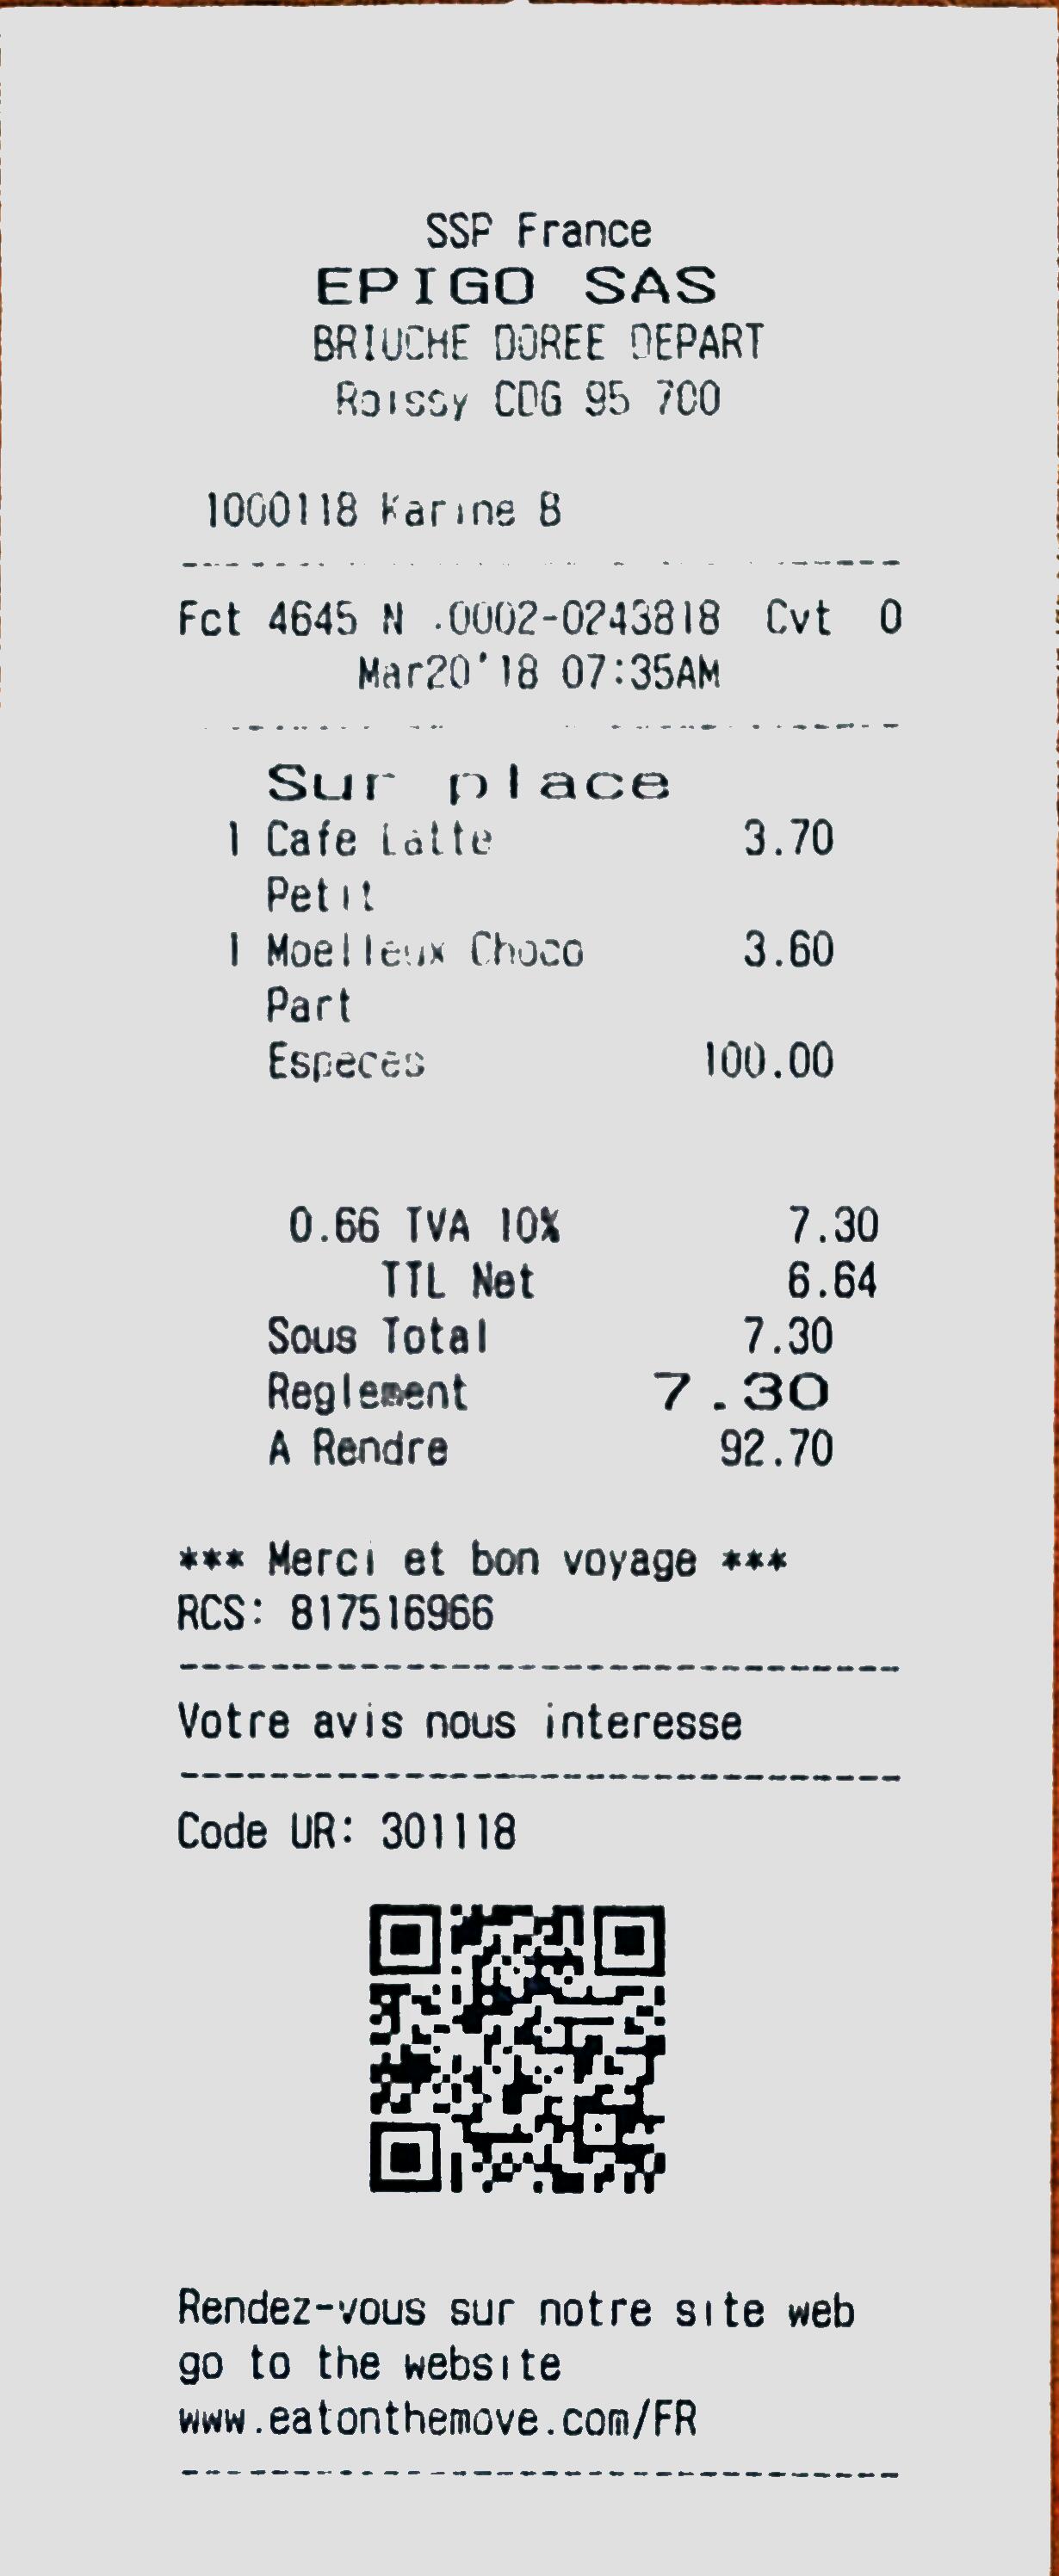 SSP France
EPIGO SAS
BRIOCHE DOREE DEPART
Roissy CDG 95 700
1000118 Karine B
Fct 4645 N .0002-0243818 Cvt 0
Mar20'18 07:35AM
Sur place
1 Cafe Latte 3.70
Petit
1 Moelleux Choco 3.60
Part
Especes 100.00
0.66 TVA 10% 7.30
TTL Net 6.64
Sous Total 7.30
Reglement 7.30
A Rendre 92.70
*** Merci et bon voyage ***
RCS: 817516966
Votre avis nous interesse
Code UR: 301118
Rendez-vous sur notre site web
go to the website
www.eatonthemove.com/FR